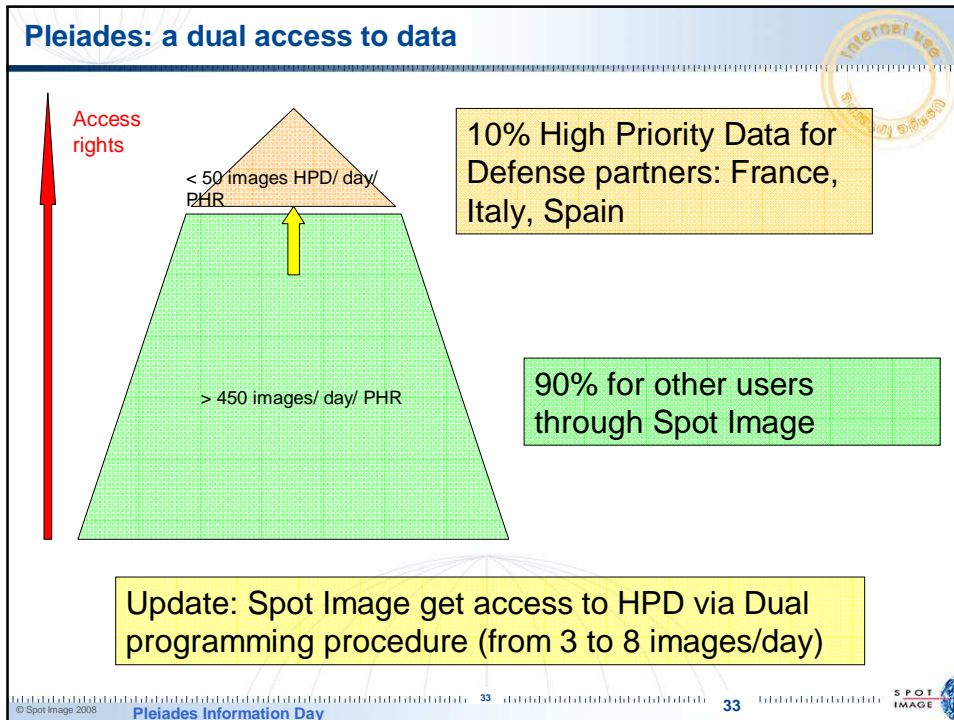 Pleiades: a dual access to data
internal use
Access
rights
< 50 images HPD/ day/
PHR
10% High Priority Data for
Defense partners: France,
Italy, Spain
> 450 images/ day/ PHR
90% for other users
through Spot Image
Update: Spot Image get access to HPD via Dual
programming procedure (from 3 to 8 images/day)
33
33
© Spot Image 2008
Pleiades Information Day
SPOT
IMAGE